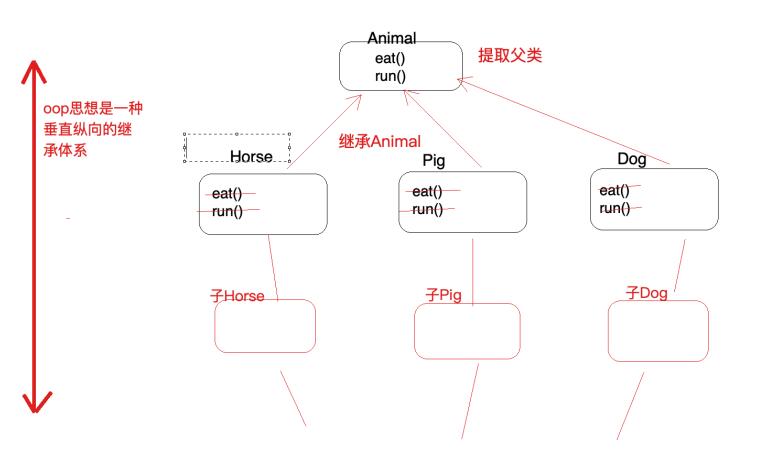 Animal
eat()
run()
提取父类
oop思想是一种
垂直纵向的继
承体系
继承Animal
Horse
eat()
run()
Pig
eat()
run()
Dog
eat()
run()
子Horse
子Pig
子Dog